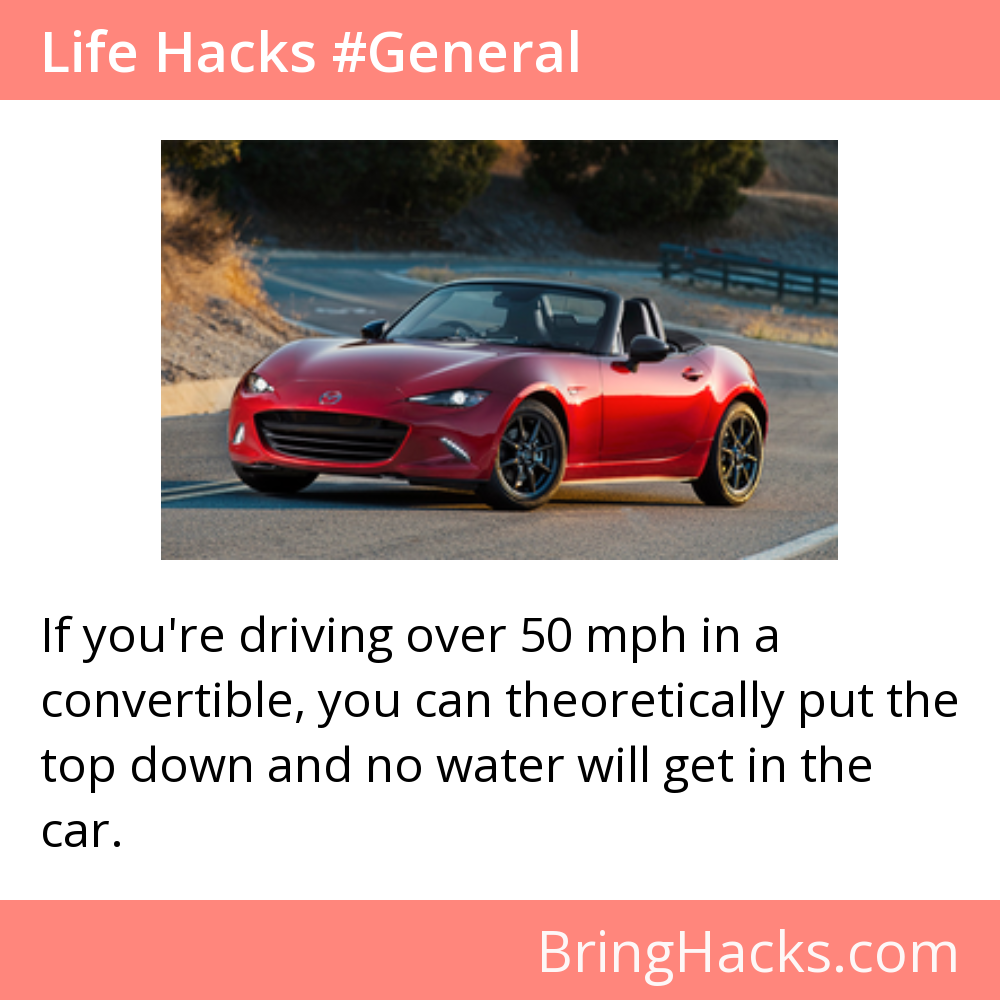 Life Hacks #General
If you're driving over 50 mph in a
convertible, you can theoretically put the
top down and no water will get in the
car.
BringHacks.com